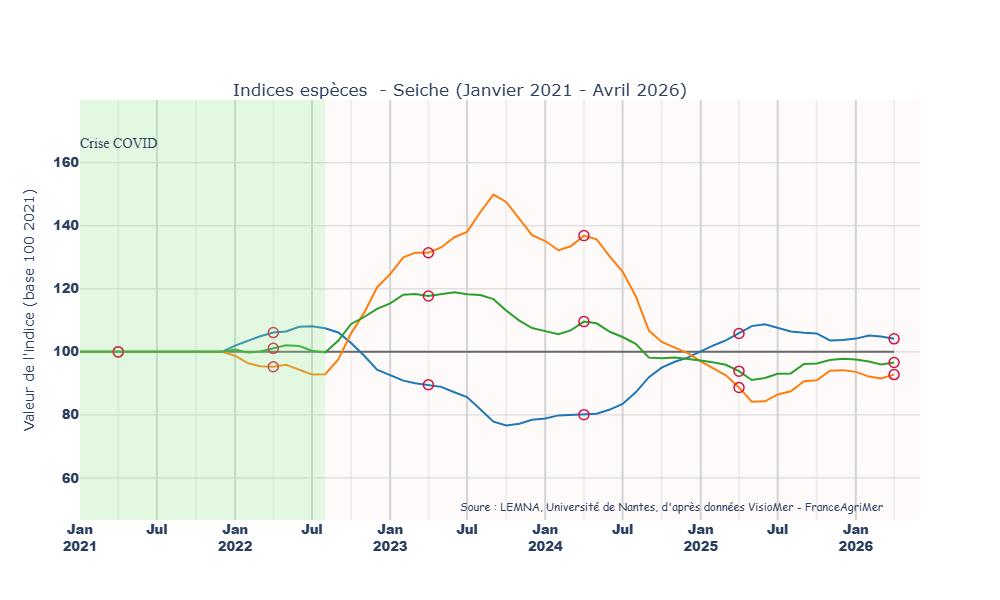 Indices espèces - Seiche (Janvier 2021 - Avril 2026)
Crise COVID
Valeur de l'indice (base 100 2021)
160
140
120
100
80
60
Soure : LEMNA, Université de Nantes, d'après données VisioMer - FranceAgriMer
Jan Jul Jan Jul Jan Jul Jan Jul Jan Jul Jan
2021 2022 2023 2024 2025 2026